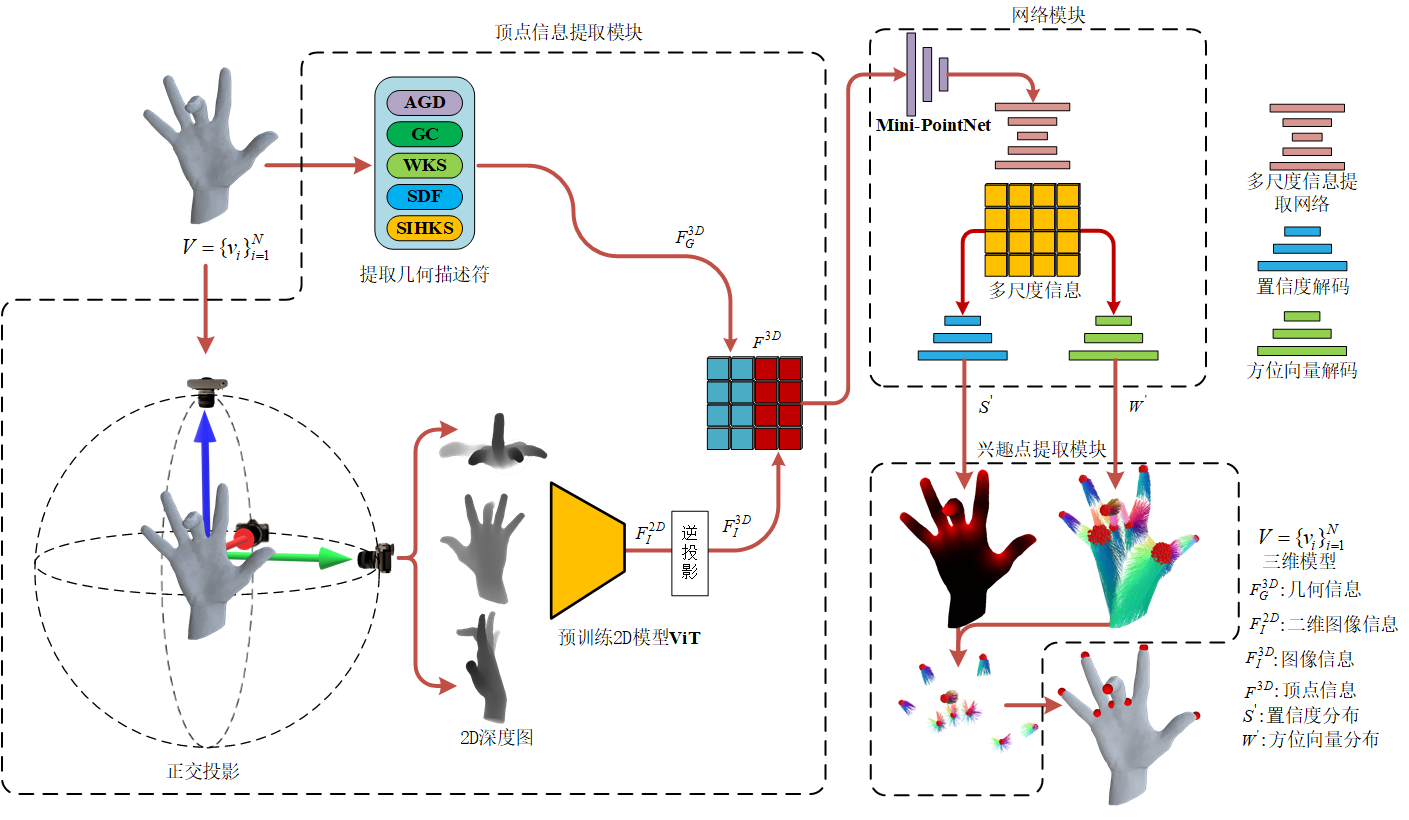 顶点信息提取模块
AGD
GC
WKS
SDF
SIHKS
提取几何描述符
V = {v_i}_{i=1}^N
F_G^{3D}
F^{3D}
正交投影
2D深度图
预训练2D模型ViT
F_I^{2D}
逆投影
F_I^{3D}
网络模块
Mini-PointNet
多尺度信息
S'
W'
兴趣点提取模块
多尺度信息提
取网络
置信度解码
方位向量解码
V = {v_i}_{i=1}^N
三维模型
F_G^{3D}:几何信息
F_I^{2D}:二维图像信息
F_I^{3D}:图像信息
F^{3D}:顶点信息
S':置信度分布
W':方位向量分布